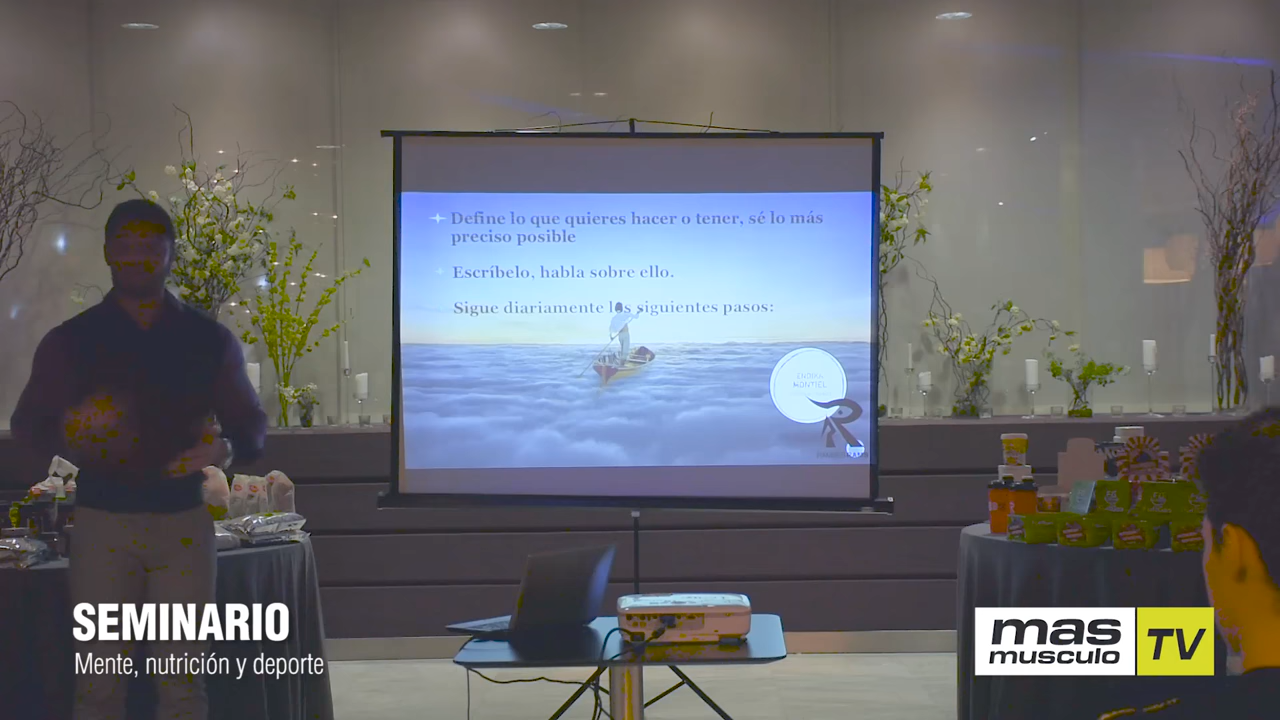 Define lo que quieres hacer o tener, sé lo más
preciso posible
Escríbelo, habla sobre ello.
Sigue diariamente los siguientes pasos:
MONTIEL
SEMINARIO
Mente, nutrición y deporte
mas
musculo
TV